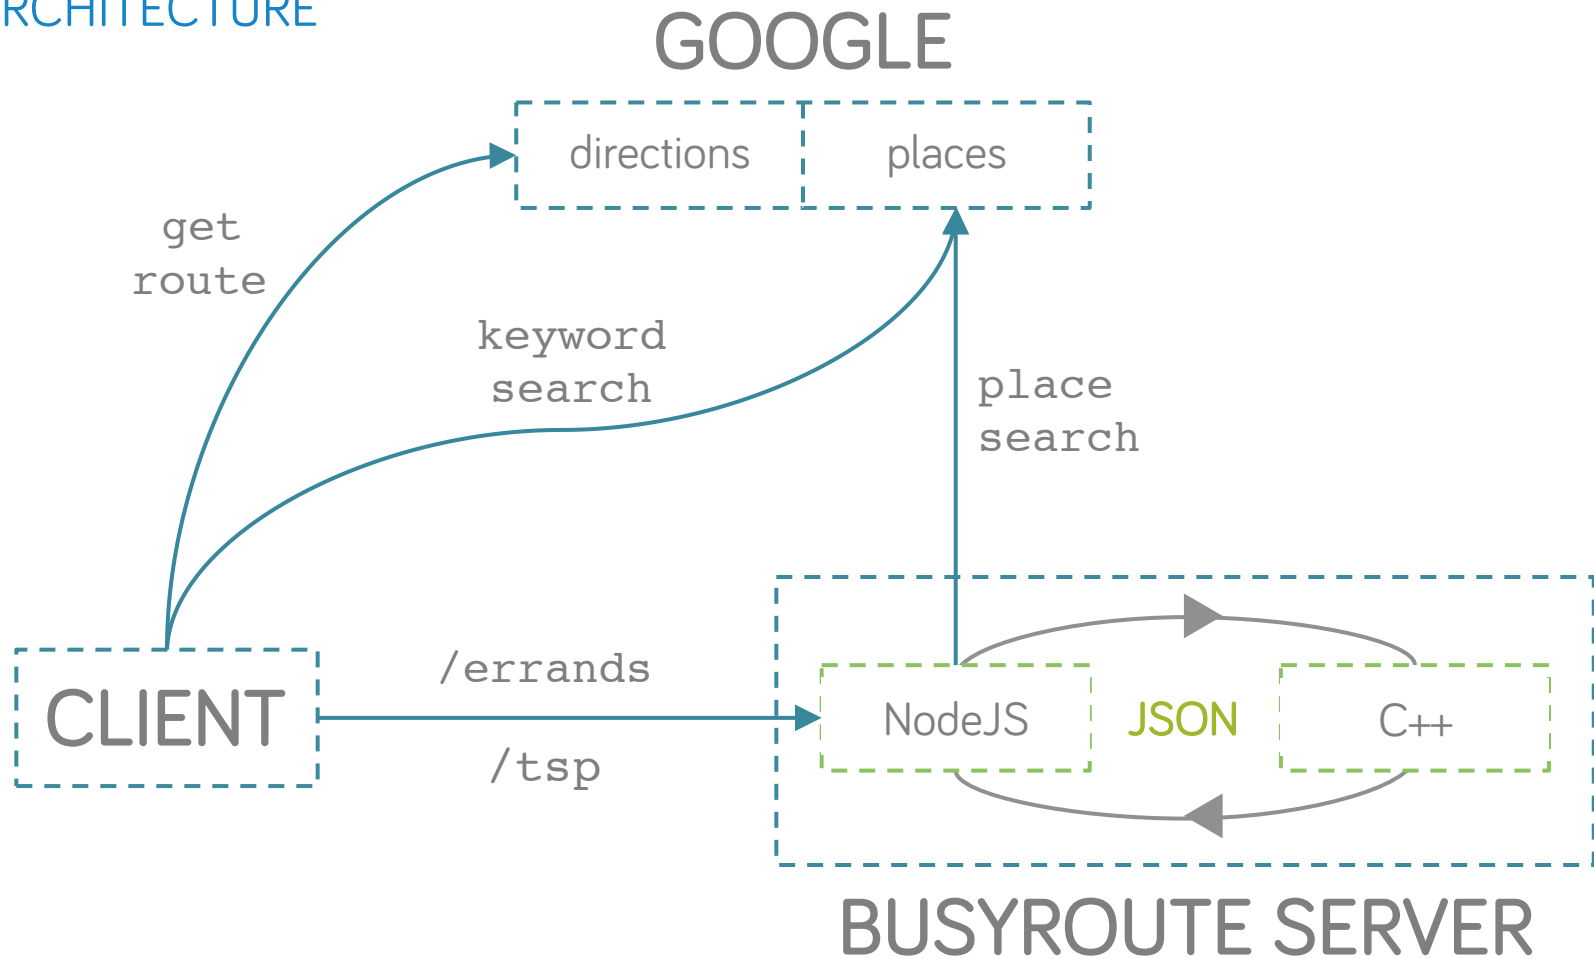 RCHITECTURE
GOOGLE
directions
places
get
route
keyword
search
place
search
/errands
/tsp
CLIENT
NodeJS
JSON
C++
BUSYROUTE SERVER